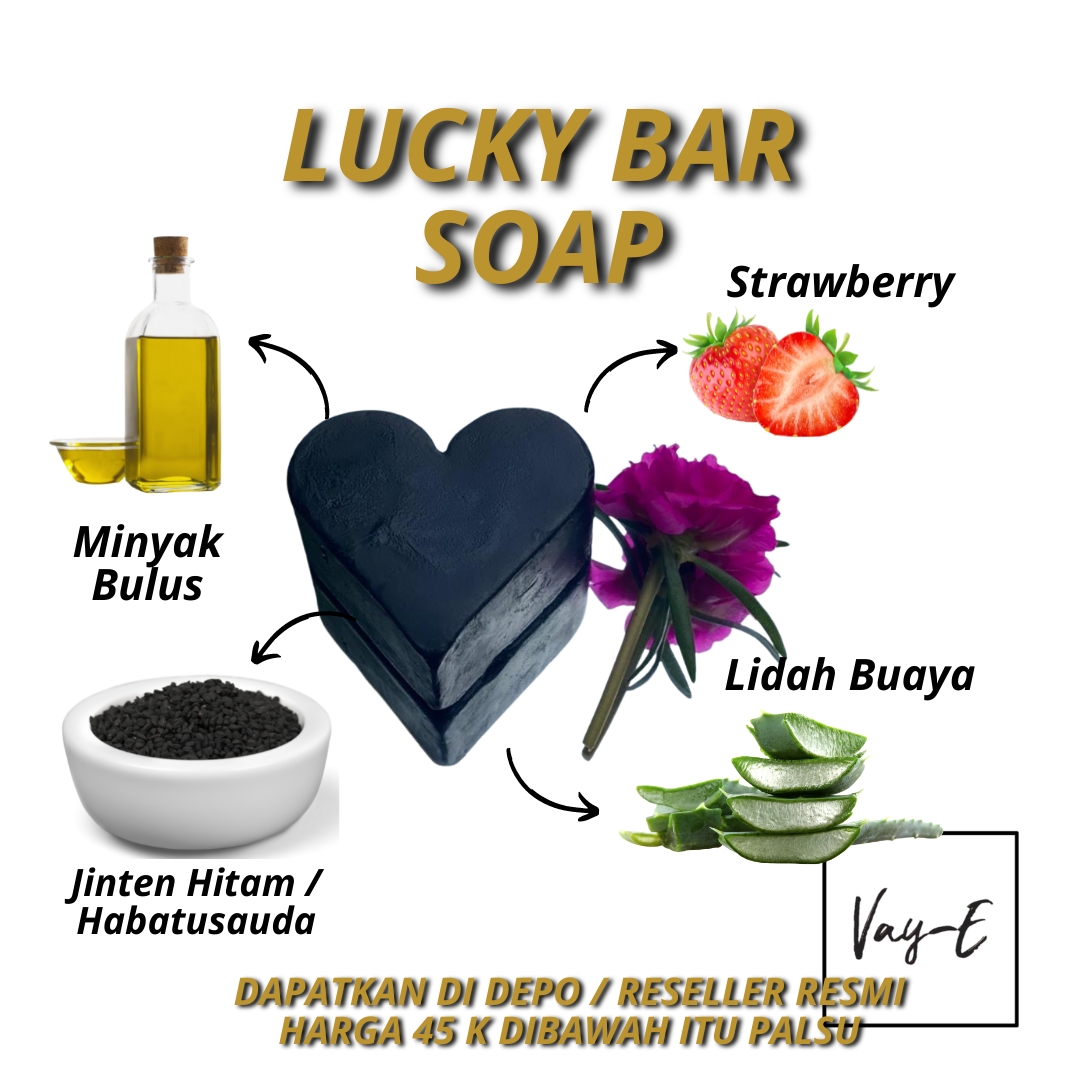 LUCKY BAR
SOAP
Strawberry
Minyak
Bulus
Lidah Buaya
Jinten Hitam /
Habatusauda
Vay-E
DAPATKAN DI DEPO / RESELLER RESMI
HARGA 45 K DIBAWAH ITU PALSU